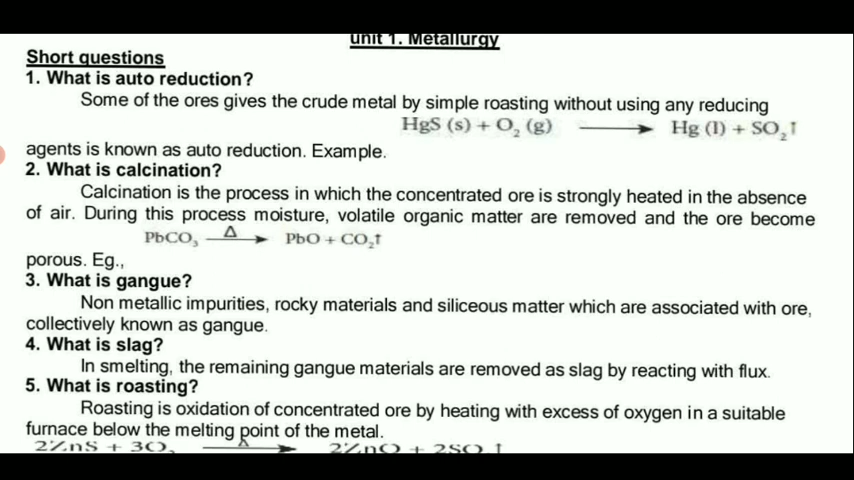 unit 1. Metallurgy
Short questions
1. What is auto reduction?
Some of the ores gives the crude metal by simple roasting without using any reducing
HgS (s) + O₂ (g) ⟶ Hg (l) + SO₂↑
agents is known as auto reduction. Example.
2. What is calcination?
Calcination is the process in which the concentrated ore is strongly heated in the absence
of air. During this process moisture, volatile organic matter are removed and the ore become
PbCO₃ —Δ→ PbO + CO₂↑
porous. Eg.,
3. What is gangue?
Non metallic impurities, rocky materials and siliceous matter which are associated with ore,
collectively known as gangue.
4. What is slag?
In smelting, the remaining gangue materials are removed as slag by reacting with flux.
5. What is roasting?
Roasting is oxidation of concentrated ore by heating with excess of oxygen in a suitable
furnace below the melting point of the metal.
2ZnS + 3O₂ —Δ→ 2ZnO + 2SO₂↑